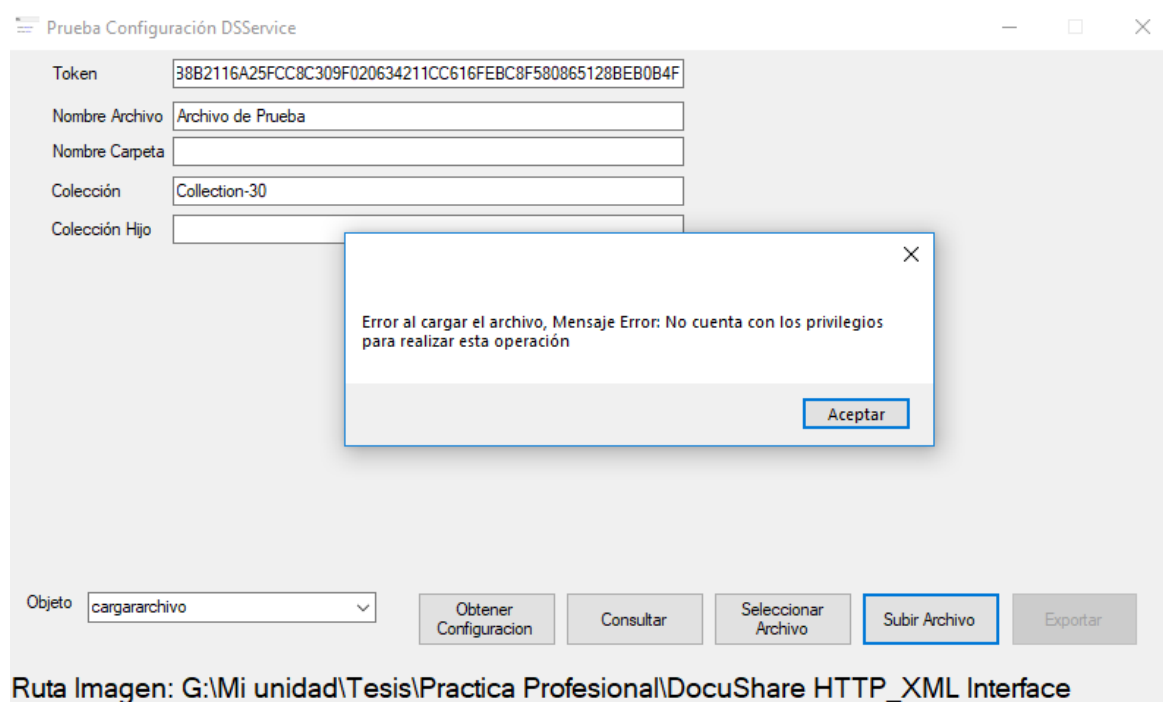 Prueba Configuración DSService
Token 38B2116A25FCC8C309F020634211CC616FEBC8F580865128BEB0B4F
Nombre Archivo Archivo de Prueba
Nombre Carpeta
Colección Collection-30
Colección Hijo
Error al cargar el archivo, Mensaje Error: No cuenta con los privilegios
para realizar esta operación
Aceptar
Objeto cargararchivo
Obtener
Configuracion
Consultar
Seleccionar
Archivo
Subir Archivo
Exportar
Ruta Imagen: G:\Mi unidad\Tesis\Practica Profesional\DocuShare HTTP_XML Interface